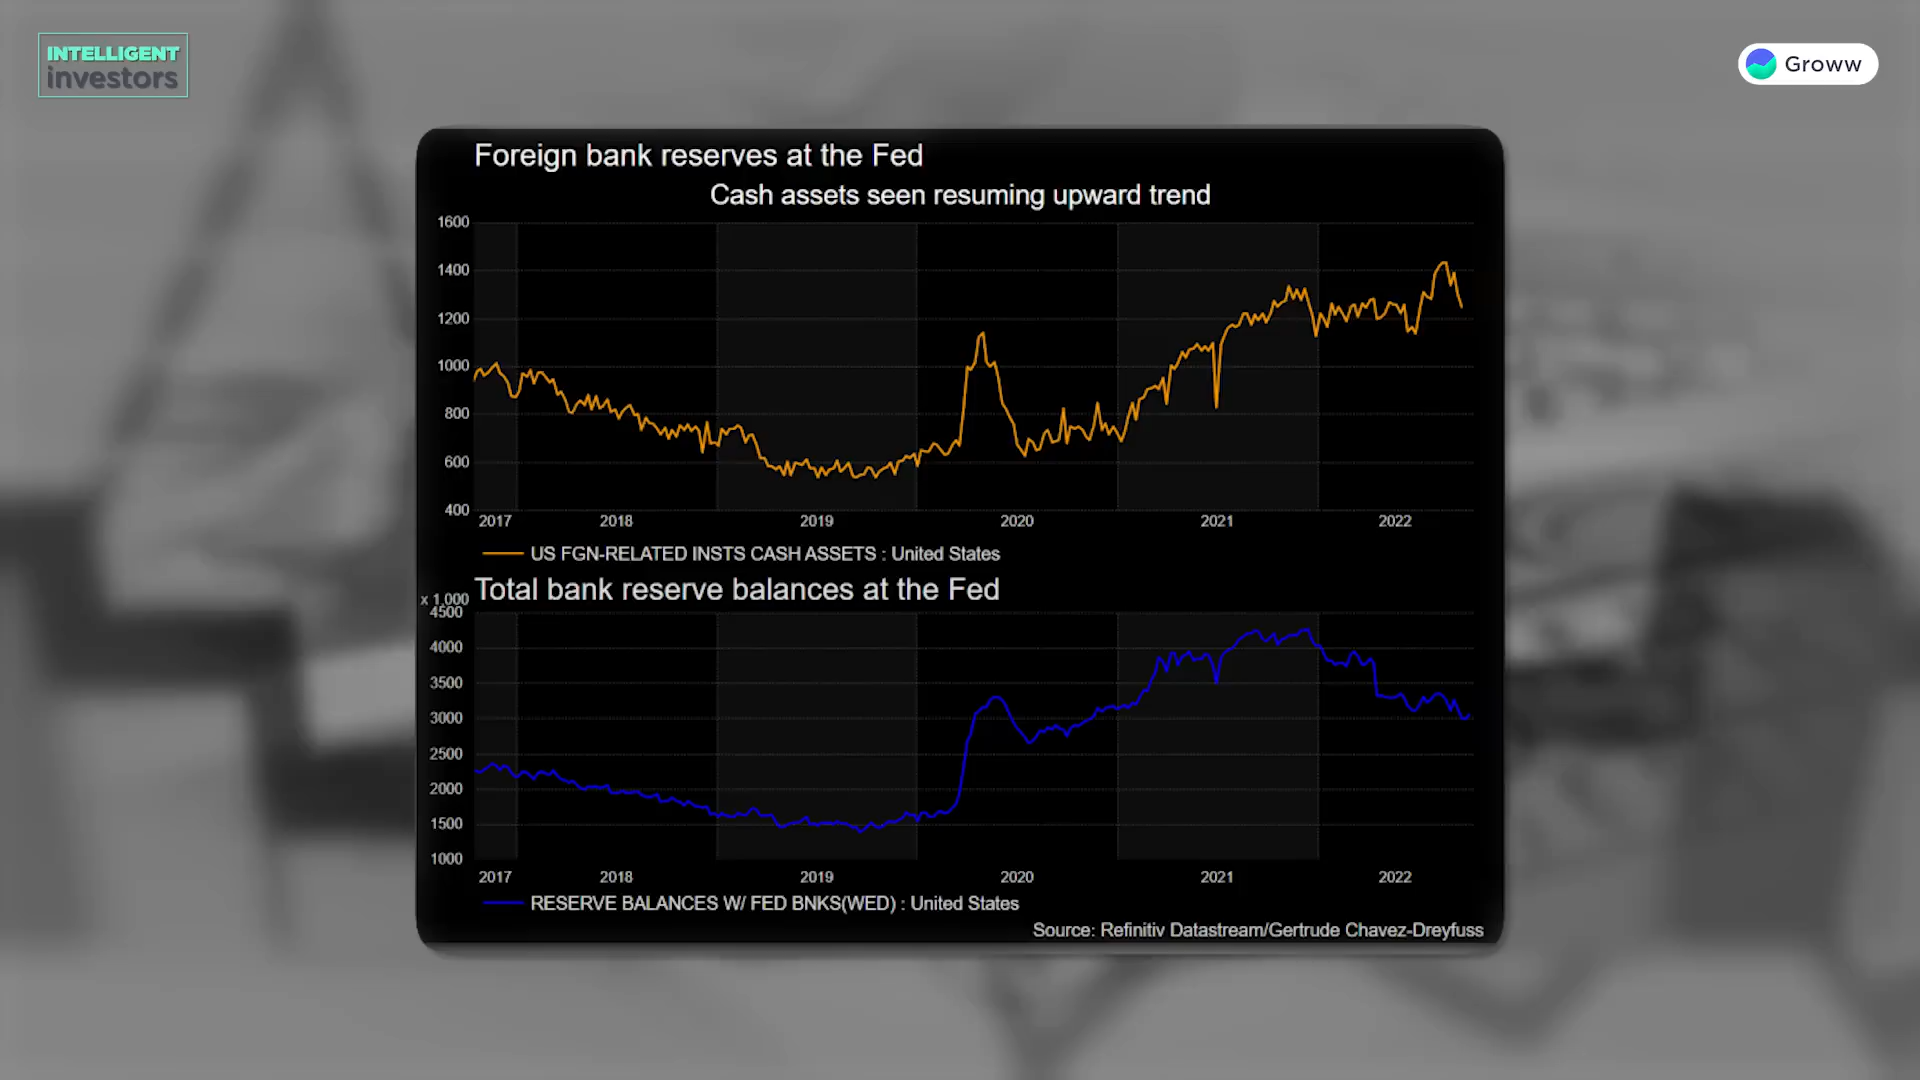 INTELLIGENT
investors
Groww
Foreign bank reserves at the Fed
Cash assets seen resuming upward trend
1600
1400
1200
1000
800
600
400
2017 2018 2019 2020 2021 2022
US FGN-RELATED INSTS CASH ASSETS : United States
Total bank reserve balances at the Fed
x 1,000
4500
4000
3500
3000
2500
2000
1500
1000
2017 2018 2019 2020 2021 2022
RESERVE BALANCES W/ FED BNKS(WED) : United States
Source: Refinitiv Datastream/Gertrude Chavez-Dreyfuss